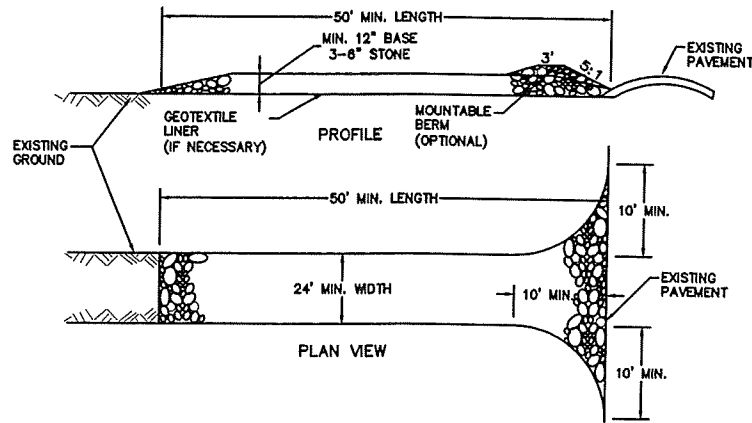 50' MIN. LENGTH
MIN. 12" BASE
3-6" STONE
3'
5:1
EXISTING
PAVEMENT
EXISTING
GROUND
GEOTEXTILE
LINER
(IF NECESSARY)
PROFILE
MOUNTABLE
BERM
(OPTIONAL)
50' MIN. LENGTH
10' MIN.
24' MIN. WIDTH
10' MIN.
EXISTING
PAVEMENT
PLAN VIEW
10' MIN.